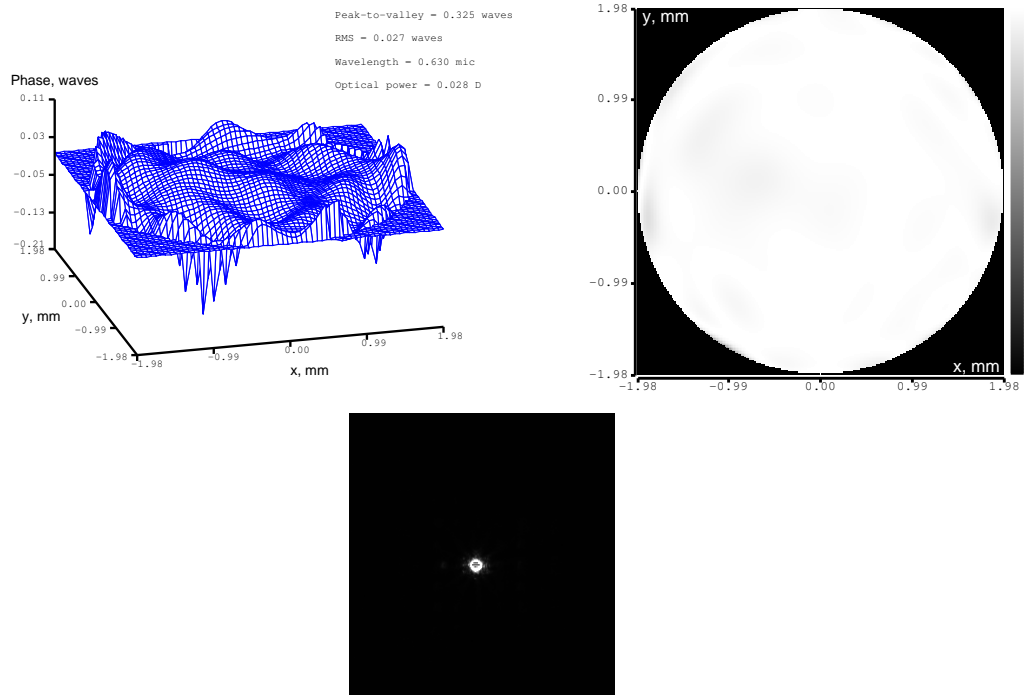 Peak-to-valley = 0.325 waves
RMS = 0.027 waves
Wavelength = 0.630 mic
Optical power = 0.028 D
Phase, waves
0.11
0.03
-0.05
-0.13
-0.21
1.98
0.99
0.00
y, mm
-0.99
-1.98
-1.98
-0.99
0.00
0.99
1.98
x, mm
1.98
y, mm
0.99
0.00
-0.99
-1.98
x, mm
-1.98
-0.99
0.00
0.99
1.98